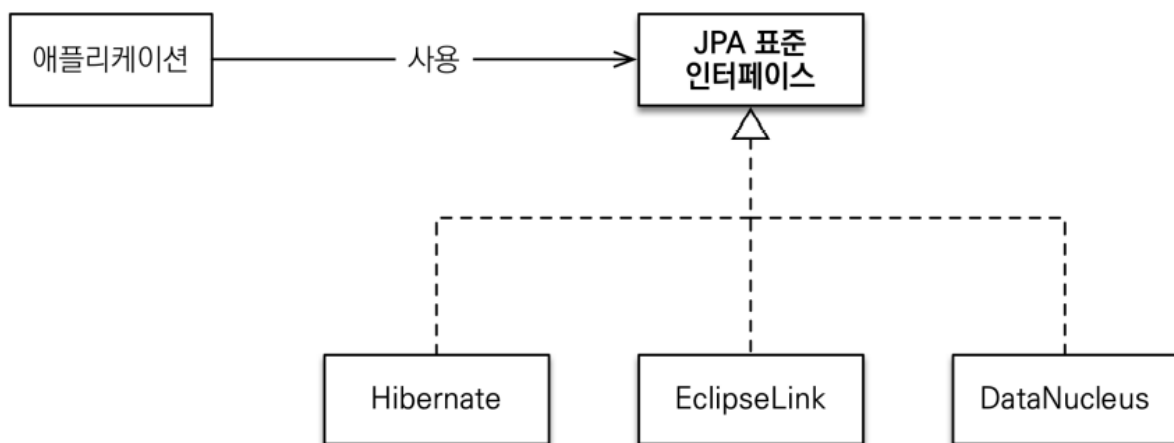 애플리케이션
사용
JPA 표준
인터페이스
Hibernate
EclipseLink
DataNucleus